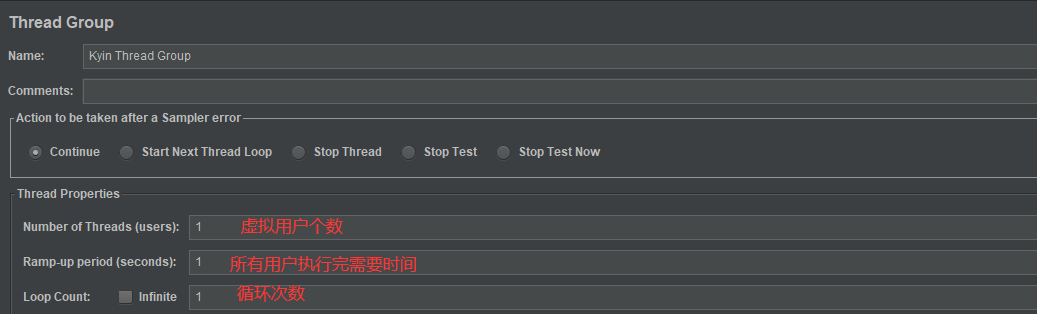 Thread Group
Name: Kyin Thread Group
Comments:
Action to be taken after a Sampler error
Continue Start Next Thread Loop Stop Thread Stop Test Stop Test Now
Thread Properties
Number of Threads (users): 1 虚拟用户个数
Ramp-up period (seconds): 1 所有用户执行完需要时间
Loop Count: Infinite 1 循环次数